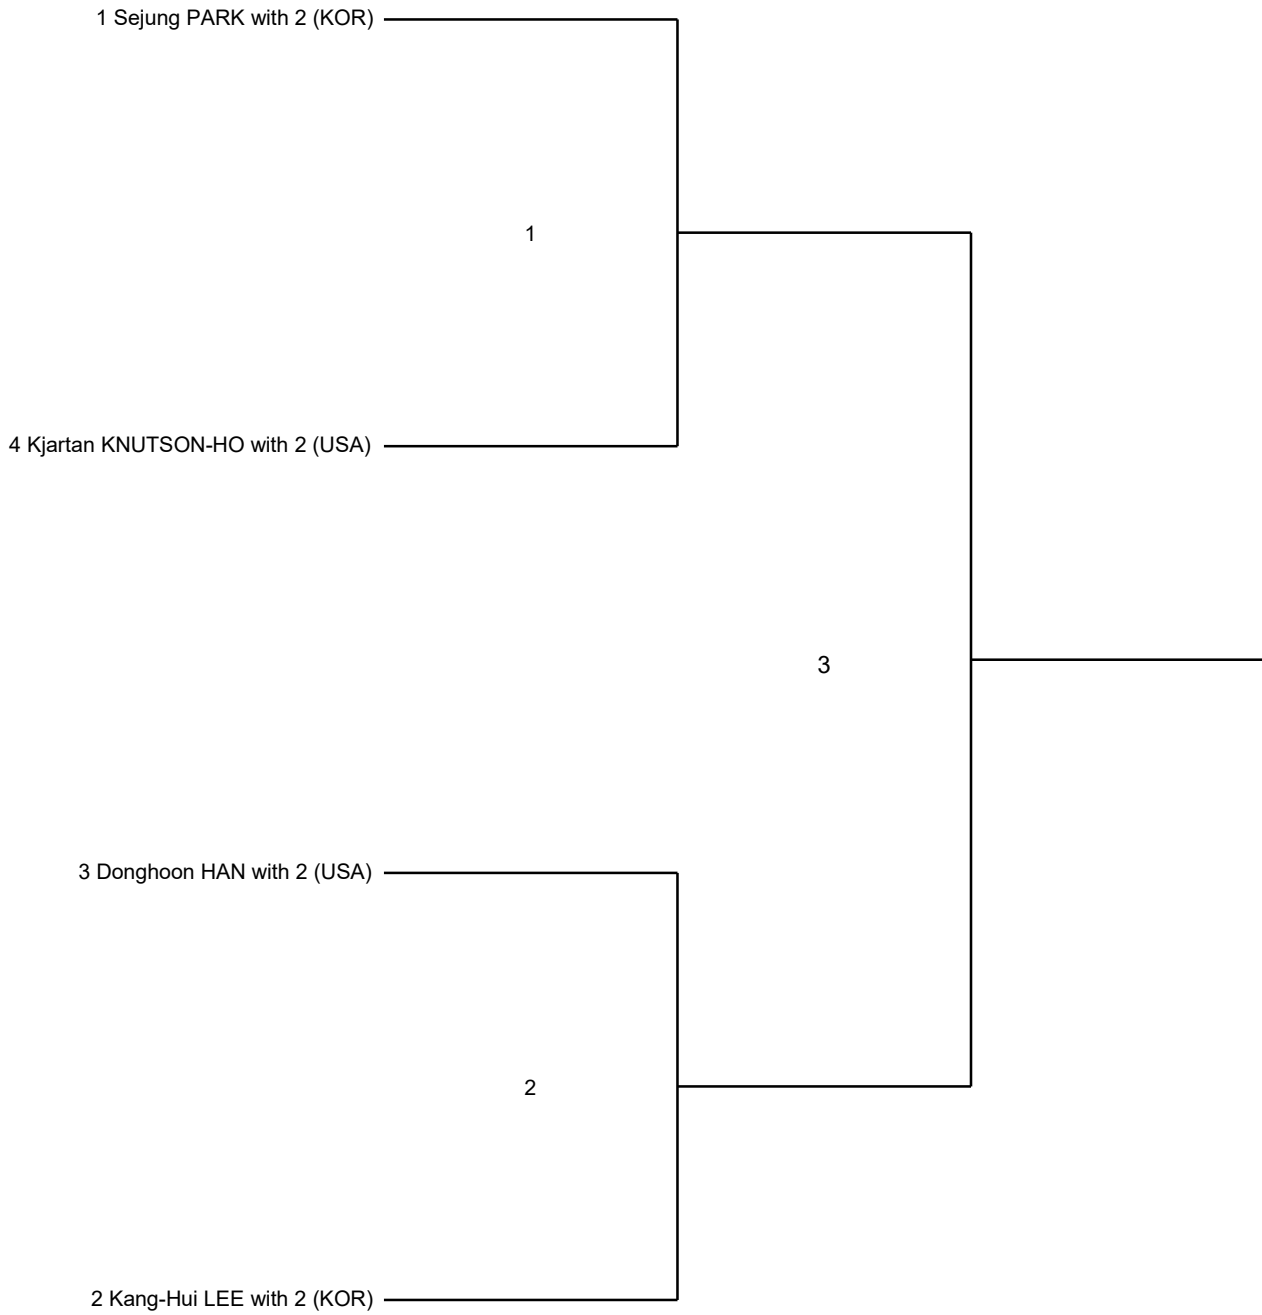 1 Sejung PARK with 2 (KOR)
1
4 Kjartan KNUTSON-HO with 2 (USA)
3
3 Donghoon HAN with 2 (USA)
2
2 Kang-Hui LEE with 2 (KOR)